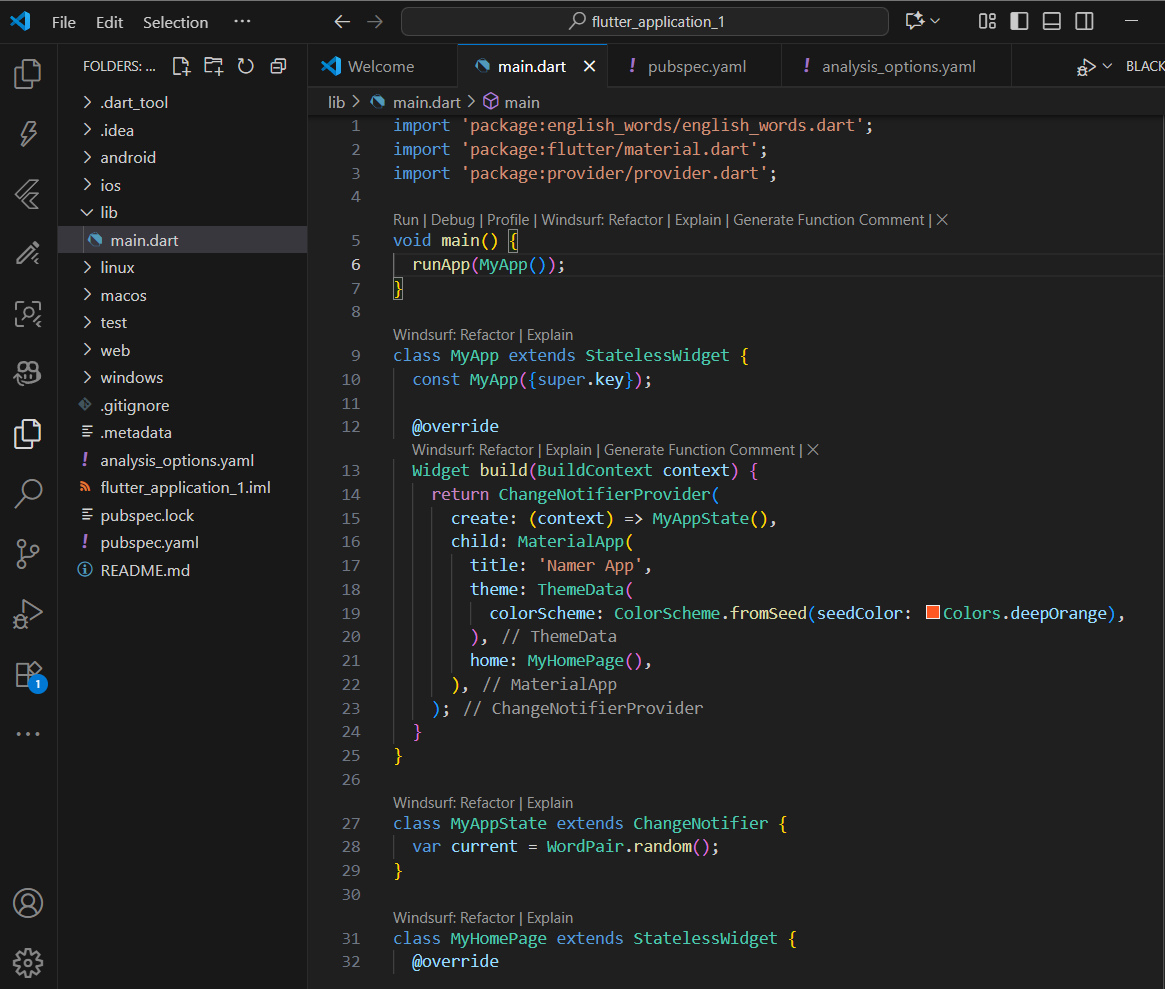 File Edit Selection ··· flutter_application_1
FOLDERS: ...
.dart_tool
.idea
android
ios
lib
main.dart
linux
macos
test
web
windows
.gitignore
.metadata
analysis_options.yaml
flutter_application_1.iml
pubspec.lock
pubspec.yaml
README.md
1
Welcome main.dart pubspec.yaml analysis_options.yaml BLACK
lib > main.dart > main
1 import 'package:english_words/english_words.dart';
2 import 'package:flutter/material.dart';
3 import 'package:provider/provider.dart';
4
Run | Debug | Profile | Windsurf: Refactor | Explain | Generate Function Comment | ×
5 void main() {
6   runApp(MyApp());
7 }
8
Windsurf: Refactor | Explain
9 class MyApp extends StatelessWidget {
10   const MyApp({super.key});
11
12   @override
Windsurf: Refactor | Explain | Generate Function Comment | ×
13   Widget build(BuildContext context) {
14     return ChangeNotifierProvider(
15       create: (context) => MyAppState(),
16       child: MaterialApp(
17         title: 'Namer App',
18         theme: ThemeData(
19           colorScheme: ColorScheme.fromSeed(seedColor: Colors.deepOrange),
20         ), // ThemeData
21         home: MyHomePage(),
22       ), // MaterialApp
23     ); // ChangeNotifierProvider
24   }
25 }
26
Windsurf: Refactor | Explain
27 class MyAppState extends ChangeNotifier {
28   var current = WordPair.random();
29 }
30
Windsurf: Refactor | Explain
31 class MyHomePage extends StatelessWidget {
32   @override